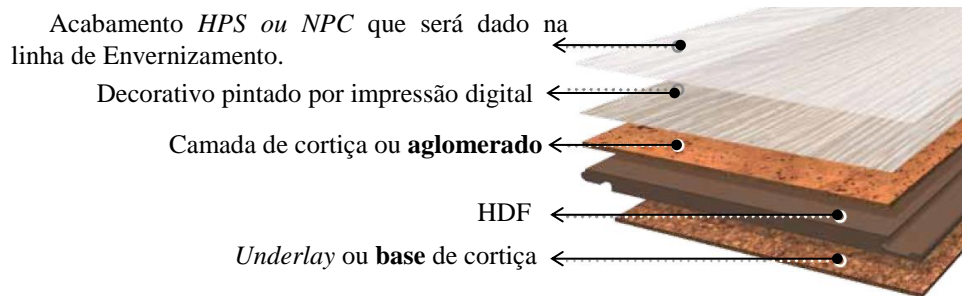 Acabamento HPS ou NPC que será dado na
linha de Envernizamento.
Decorativo pintado por impressão digital
Camada de cortiça ou aglomerado
HDF
Underlay ou base de cortiça